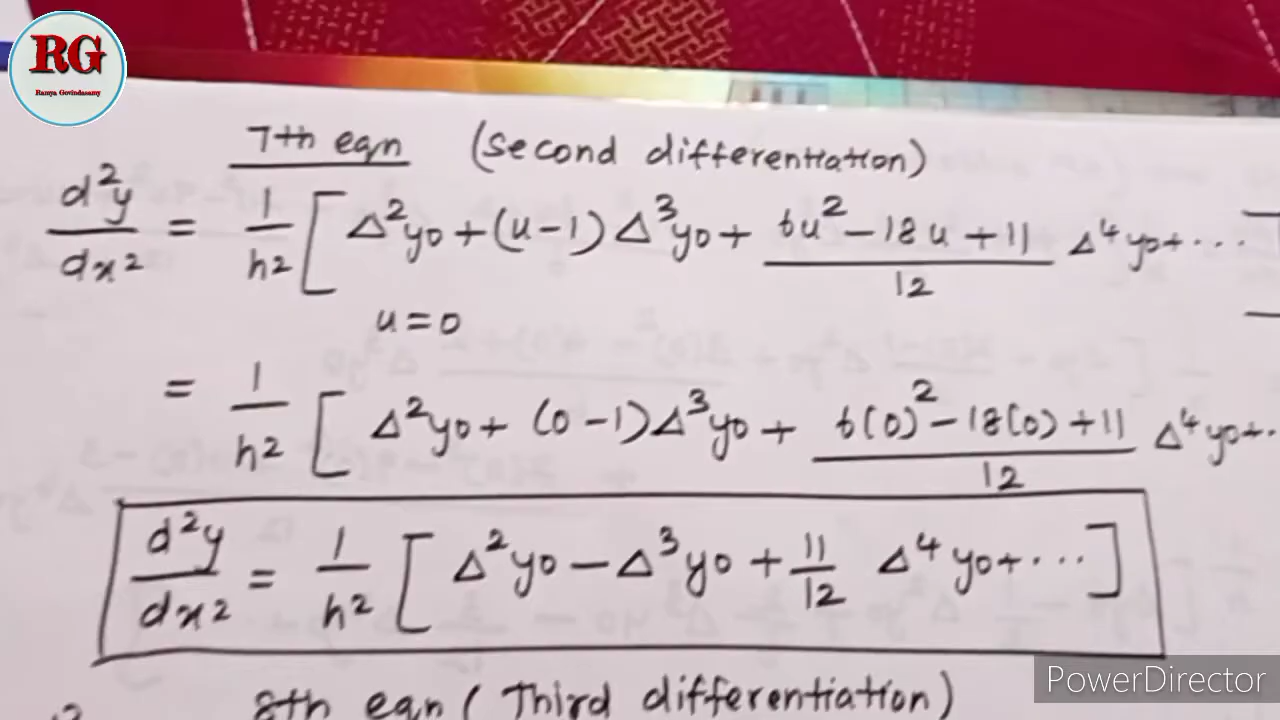 RG
Ramya Govindasamy
7th eqn (Second differentiation)
d²y/dx² = 1/h² [ Δ²y0 + (u-1) Δ³y0 + 6u² - 18u + 11 / 12 Δ⁴y0+ ...
u = 0
= 1/h² [ Δ²y0 + (0-1) Δ³y0 + 6(0)² - 18(0) + 11 / 12 Δ⁴y0+..
d²y/dx² = 1/h² [ Δ²y0 - Δ³y0 + 11/12 Δ⁴y0+ ... ]
8th eqn ( Third differentiation)
PowerDirector